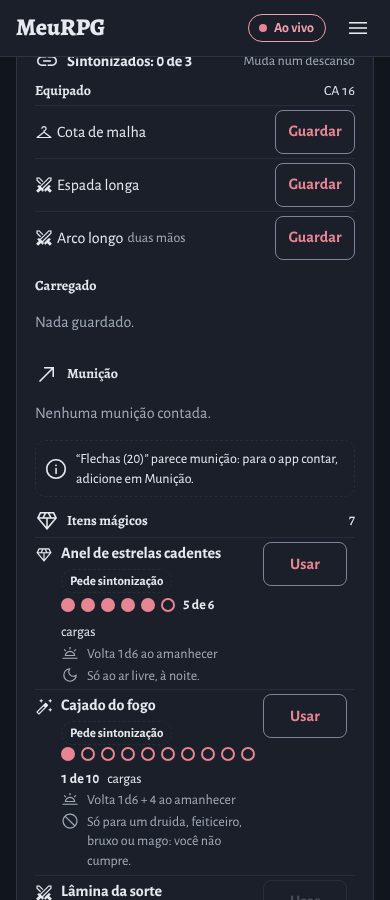 MeuRPG
Ao vivo
Sintonizados: 0 de 3
Muda num descanso
Equipado
CA 16
Cota de malha
Guardar
Espada longa
Guardar
Arco longo duas mãos
Guardar
Carregado
Nada guardado.
Munição
Nenhuma munição contada.
“Flechas (20)” parece munição: para o app contar,
adicione em Munição.
Itens mágicos
7
Anel de estrelas cadentes
Usar
Pede sintonização
5 de 6
cargas
Volta 1d6 ao amanhecer
Só ao ar livre, à noite.
Cajado do fogo
Usar
Pede sintonização
1 de 10 cargas
Volta 1d6 + 4 ao amanhecer
Só para um druida, feiticeiro,
bruxo ou mago: você não
cumpre.
Lâmina da sorte
Usar